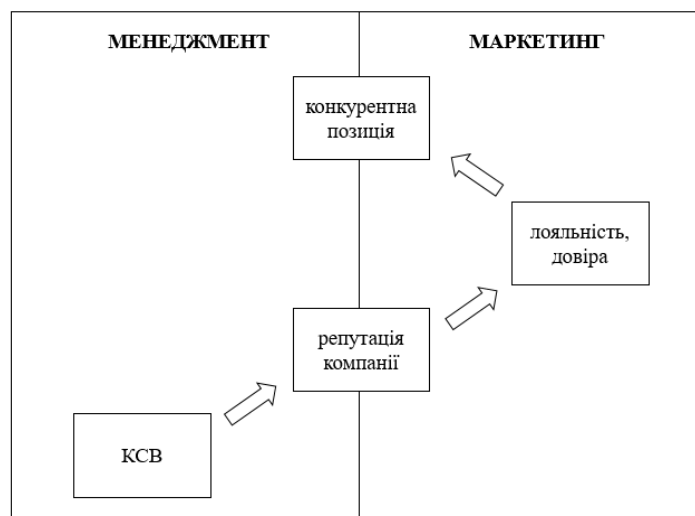 МЕНЕДЖМЕНТ
МАРКЕТИНГ
конкурентна
позиція
лояльність,
довіра
репутація
компанії
КСВ